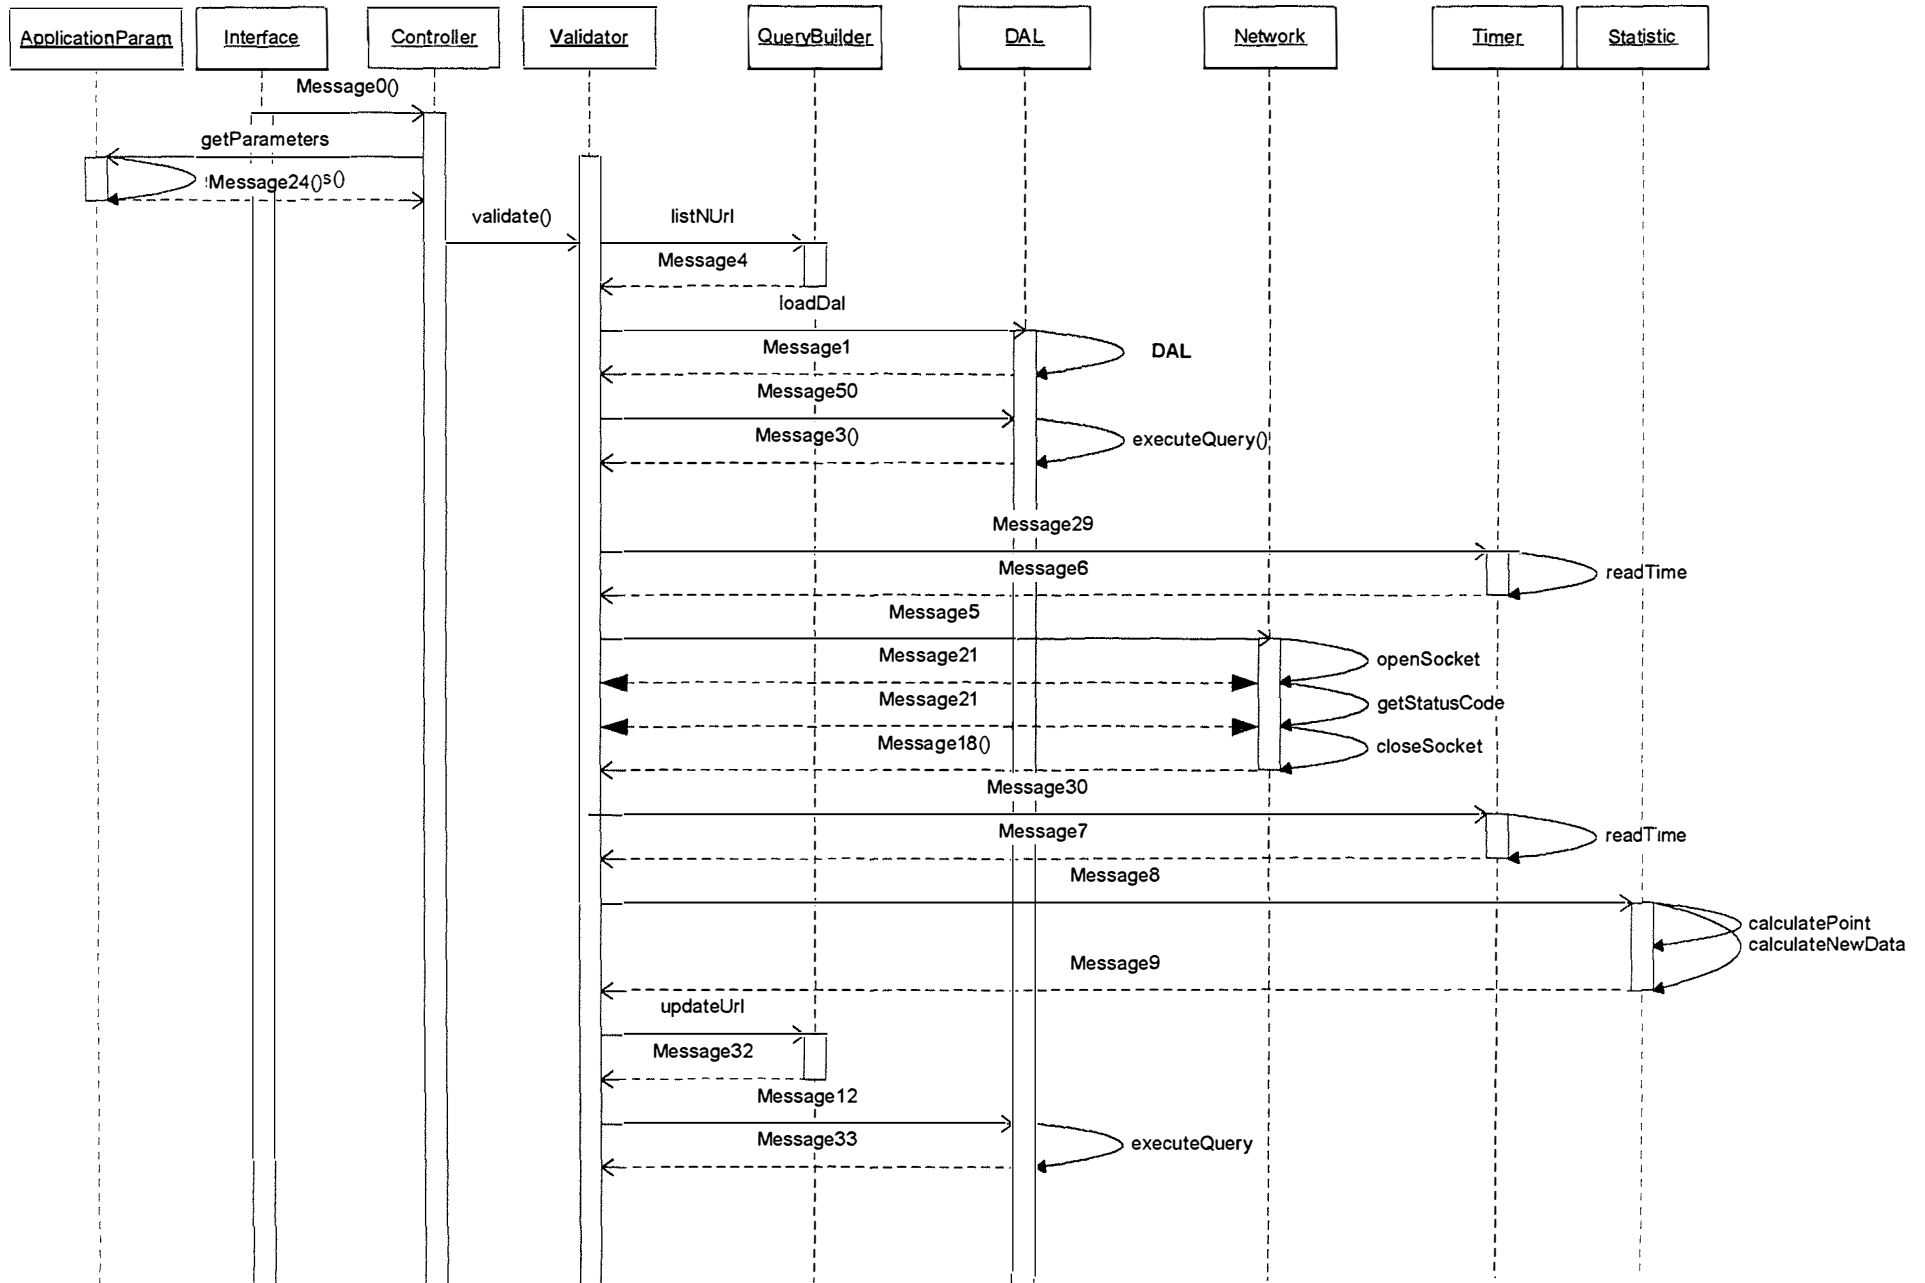 ApplicationParam
Interface
Controller
Validator
QueryBuilder
DAL
Network
Timer
Statistic
Message0()
getParameters
Message24()s()
validate()
listNUrl
Message4
loadDal
Message1
DAL
Message50
Message3()
executeQuery()
Message29
Message6
readTime
Message5
Message21
openSocket
Message21
getStatusCode
Message18()
closeSocket
Message30
Message7
readTime
Message8
calculatePoint
calculateNewData
Message9
updateUrl
Message32
Message12
Message33
executeQuery